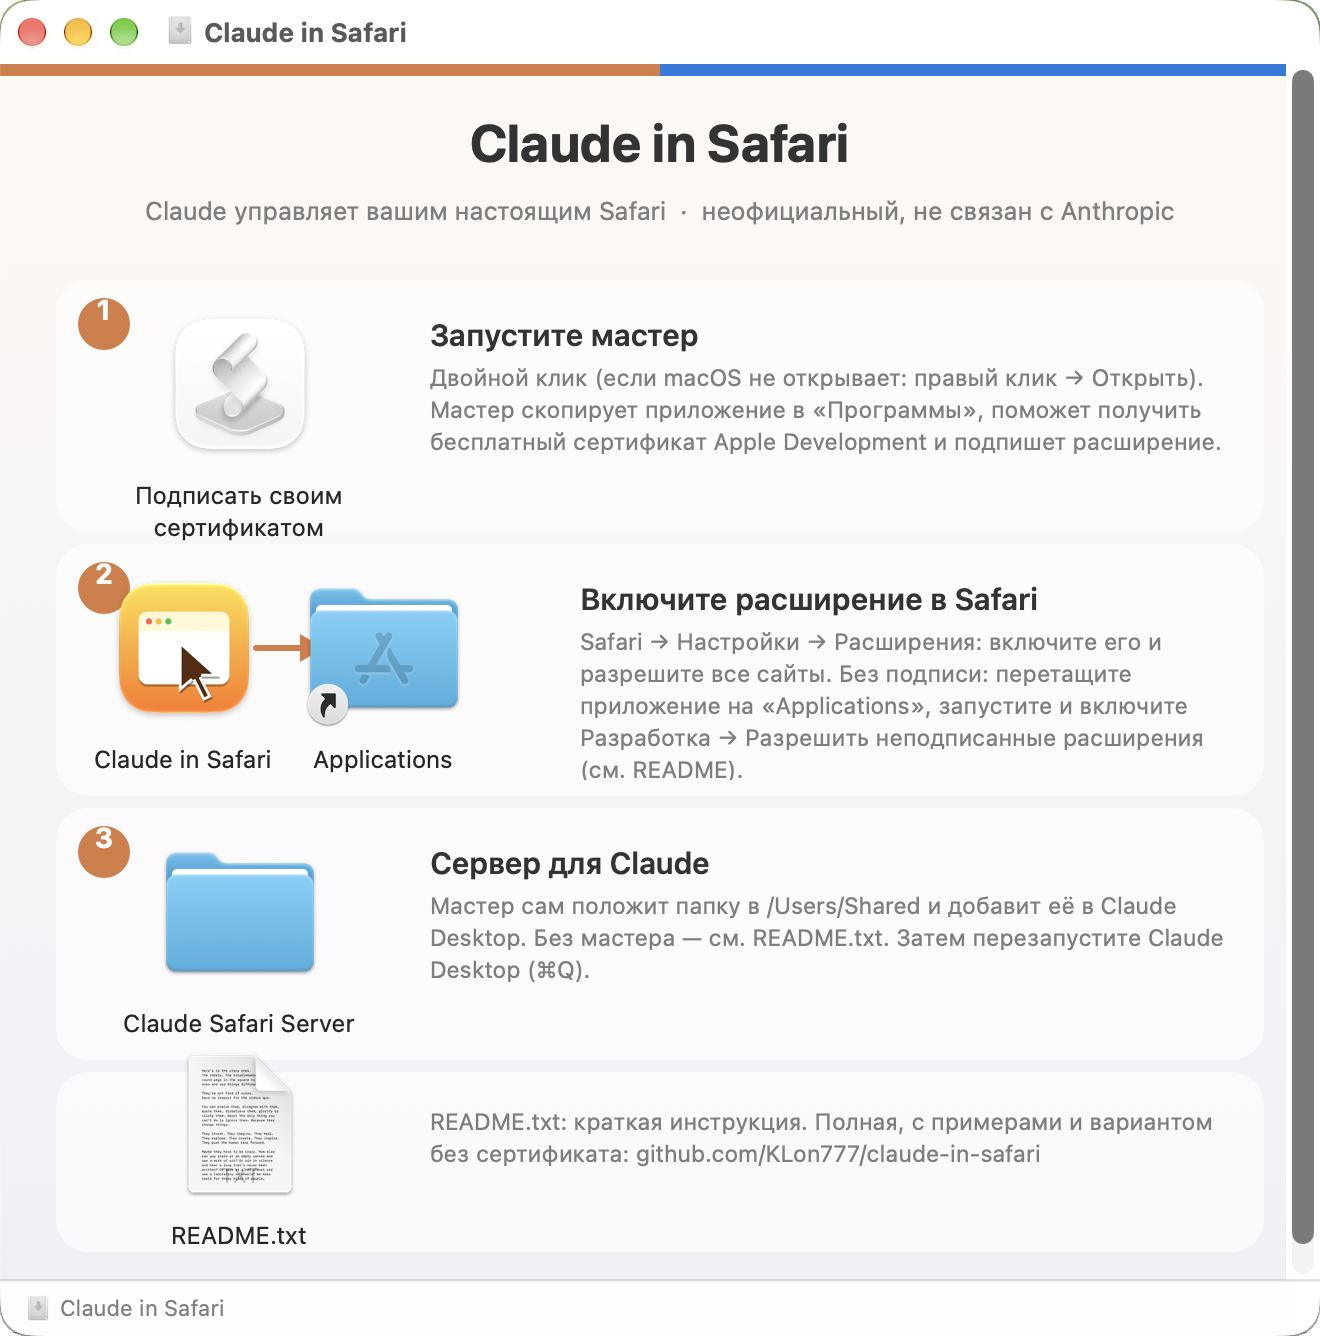 Claude in Safari
Claude in Safari
Claude управляет вашим настоящим Safari · неофициальный, не связан с Anthropic
1
Запустите мастер
Двойной клик (если macOS не открывает: правый клик → Открыть).
Мастер скопирует приложение в «Программы», поможет получить
бесплатный сертификат Apple Development и подпишет расширение.
Подписать своим
сертификатом
2
Включите расширение в Safari
Safari → Настройки → Расширения: включите его и
разрешите все сайты. Без подписи: перетащите
приложение на «Applications», запустите и включите
Разработка → Разрешить неподписанные расширения
(см. README).
Claude in Safari
Applications
3
Сервер для Claude
Мастер сам положит папку в /Users/Shared и добавит её в Claude
Desktop. Без мастера — см. README.txt. Затем перезапустите Claude
Desktop (⌘Q).
Claude Safari Server
README.txt: краткая инструкция. Полная, с примерами и вариантом
без сертификата: github.com/KLon777/claude-in-safari
TXT
README.txt
Claude in Safari